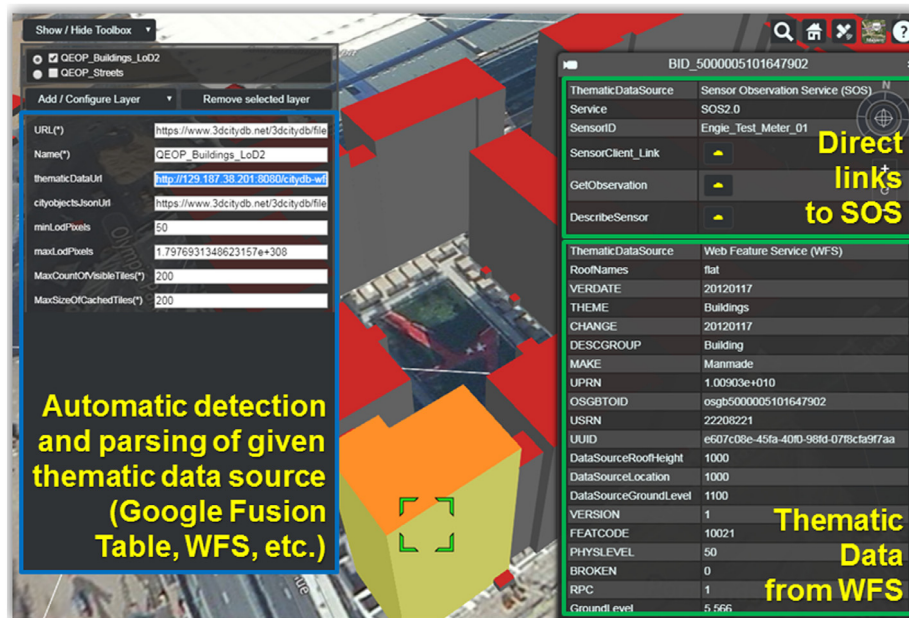 Show / Hide Toolbox
QEOP_Buildings_LoD2
QEOP_Streets
Add / Configure Layer
Remove selected layer
URL(*) https://www.3dcitydb.net/3dcitydb/file
Name(*) QEOP_Buildings_LoD2
thematicDataUrl http://129.187.38.201:8080/citydb-wf
cityobjectsJsonUrl https://www.3dcitydb.net/3dcitydb/file
minLodPixels 50
maxLodPixels 1.7976931348623157e+308
MaxCountOfVisibleTiles(*) 200
MaxSizeOfCachedTiles(*) 200
Automatic detection
and parsing of given
thematic data source
(Google Fusion
Table, WFS, etc.)
?
BID_5000005101647902
N
ThematicDataSource Sensor Observation Service (SOS)
Service SOS2.0
SensorID Engie_Test_Meter_01
SensorClient_Link
GetObservation
DescribeSensor
Direct
links
to SOS
ThematicDataSource Web Feature Service (WFS)
RoofNames flat
VERDATE 20120117
THEME Buildings
CHANGE 20120117
DESCGROUP Building
MAKE Manmade
UPRN 1.00903e+010
OSGBTOID osgb5000005101647902
USRN 22208221
UUID e607c08e-45fa-40f0-98fd-07f8cfa9f7aa
DataSourceRoofHeight 1000
DataSourceLocation 1000
DataSourceGroundLevel 1100
VERSION 1
FEATCODE 10021
PHYSLEVEL 50
BROKEN 0
RPC 1
GroundLevel 5.566
Thematic
Data
from WFS